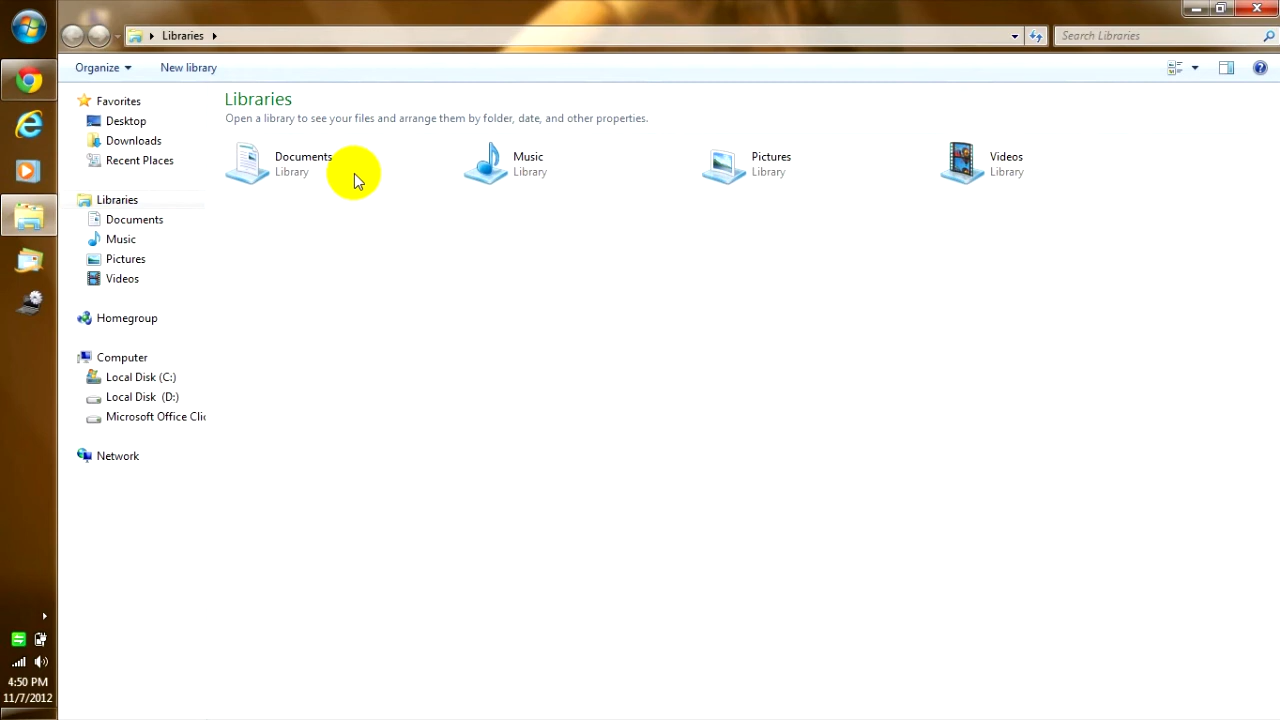 Libraries
Search Libraries
Organize
New library
Favorites
Desktop
Downloads
Recent Places
Libraries
Documents
Music
Pictures
Videos
Homegroup
Computer
Local Disk (C:)
Local Disk (D:)
Microsoft Office Clic
Network
Libraries
Open a library to see your files and arrange them by folder, date, and other properties.
Documents
Library
Music
Library
Pictures
Library
Videos
Library
4:50 PM
11/7/2012